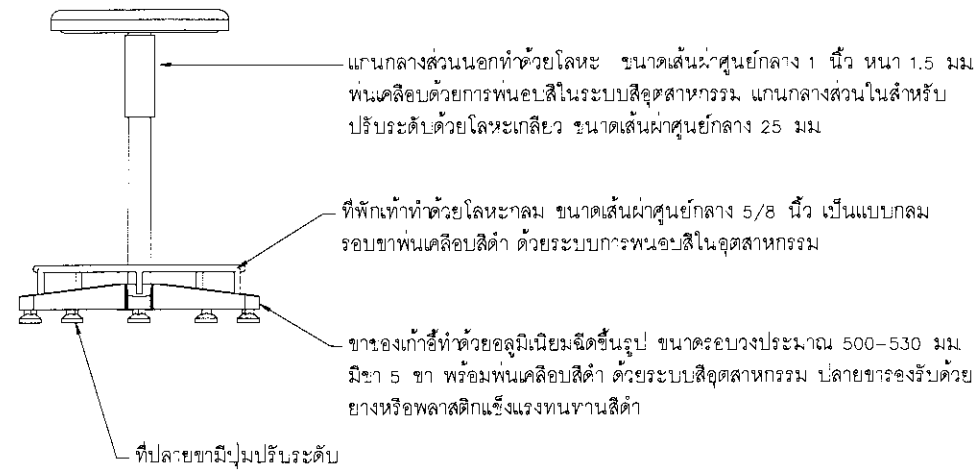 แกนกลางส่วนนอกทำด้วยโลหะ ขนาดเส้นผ่าศูนย์กลาง 1 นิ้ว หนา 1.5 มม
พ่นเคลือบด้วยการพ่นอบสีในระบบสีอุตสาหกรรม แกนกลางส่วนในสำหรับ
ปรับระดับด้วยโลหะเกลียว ขนาดเส้นผ่าศูนย์กลาง 25 มม
ที่พักเท้าทำด้วยโลหะกลม ขนาดเส้นผ่าศูนย์กลาง 5/8 นิ้ว เป็นแบบกลม
รอบขาพ่นเคลือบสีดำ ด้วยระบบการพ่นอบสีในอุตสาหกรรม
ขาของเก้าอี้ทำด้วยอลูมิเนียมฉีดขึ้นรูป ขนาดรอบวงประมาณ 500-530 มม.
มีขา 5 ขา พร้อมพ่นเคลือบสีดำ ด้วยระบบสีอุตสาหกรรม ปลายขารองรับด้วย
ยางหรือพลาสติกแข็งแรงทนทานสีดำ
ที่ปลายขามีปุ่มปรับระดับ